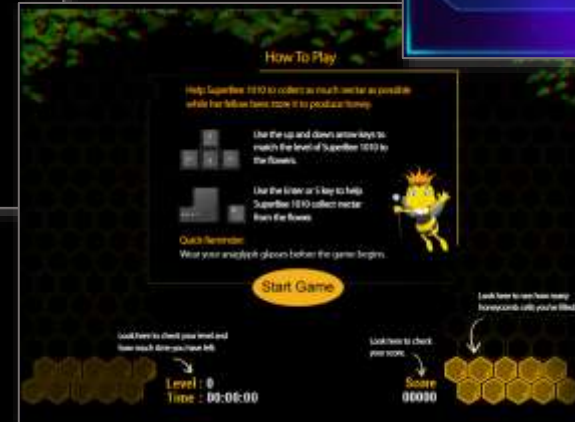 How To Play
Help SuperBee 1010 to collect as much nectar as possible
while her fellow bees store it to produce honey.
Use the up and down arrow keys to
match the level of SuperBee 1010 to
the flowers.
Use the Enter or S key to help
SuperBee 1010 collect nectar
from the flower.
Quick Reminder:
Wear your anaglyph glasses before the game begins.
Start Game
Look here to see how many
honeycomb cells you've filled
Look here to check your level and
how much time you have left
Look here to check
your score
Level : 0
Time : 00:00:00
Score
00000